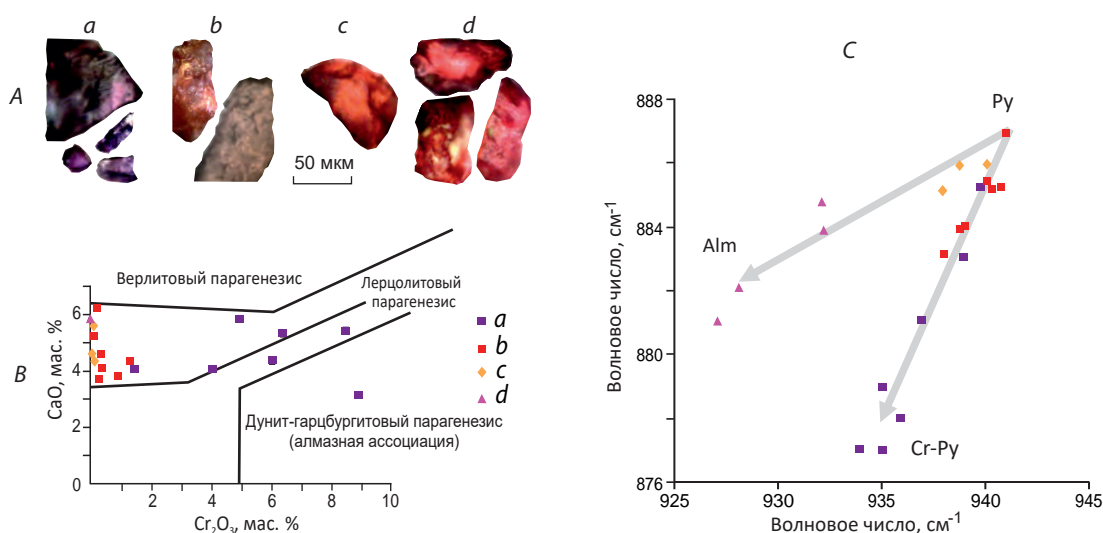 a
b
c
d
A
50 мкм
C
888
884
880
876
925
930
935
940
945
Волновое число, см-1
Волновое число, см-1
Py
Alm
Cr-Py
B
Верлитовый парагенезис
Лерцолитовый
парагенезис
Дунит-гарцбургитовый парагенезис
(алмазная ассоциация)
CaO, мас. %
6
4
2
0
2
4
6
8
10
Cr2O3, мас. %
a
b
c
d